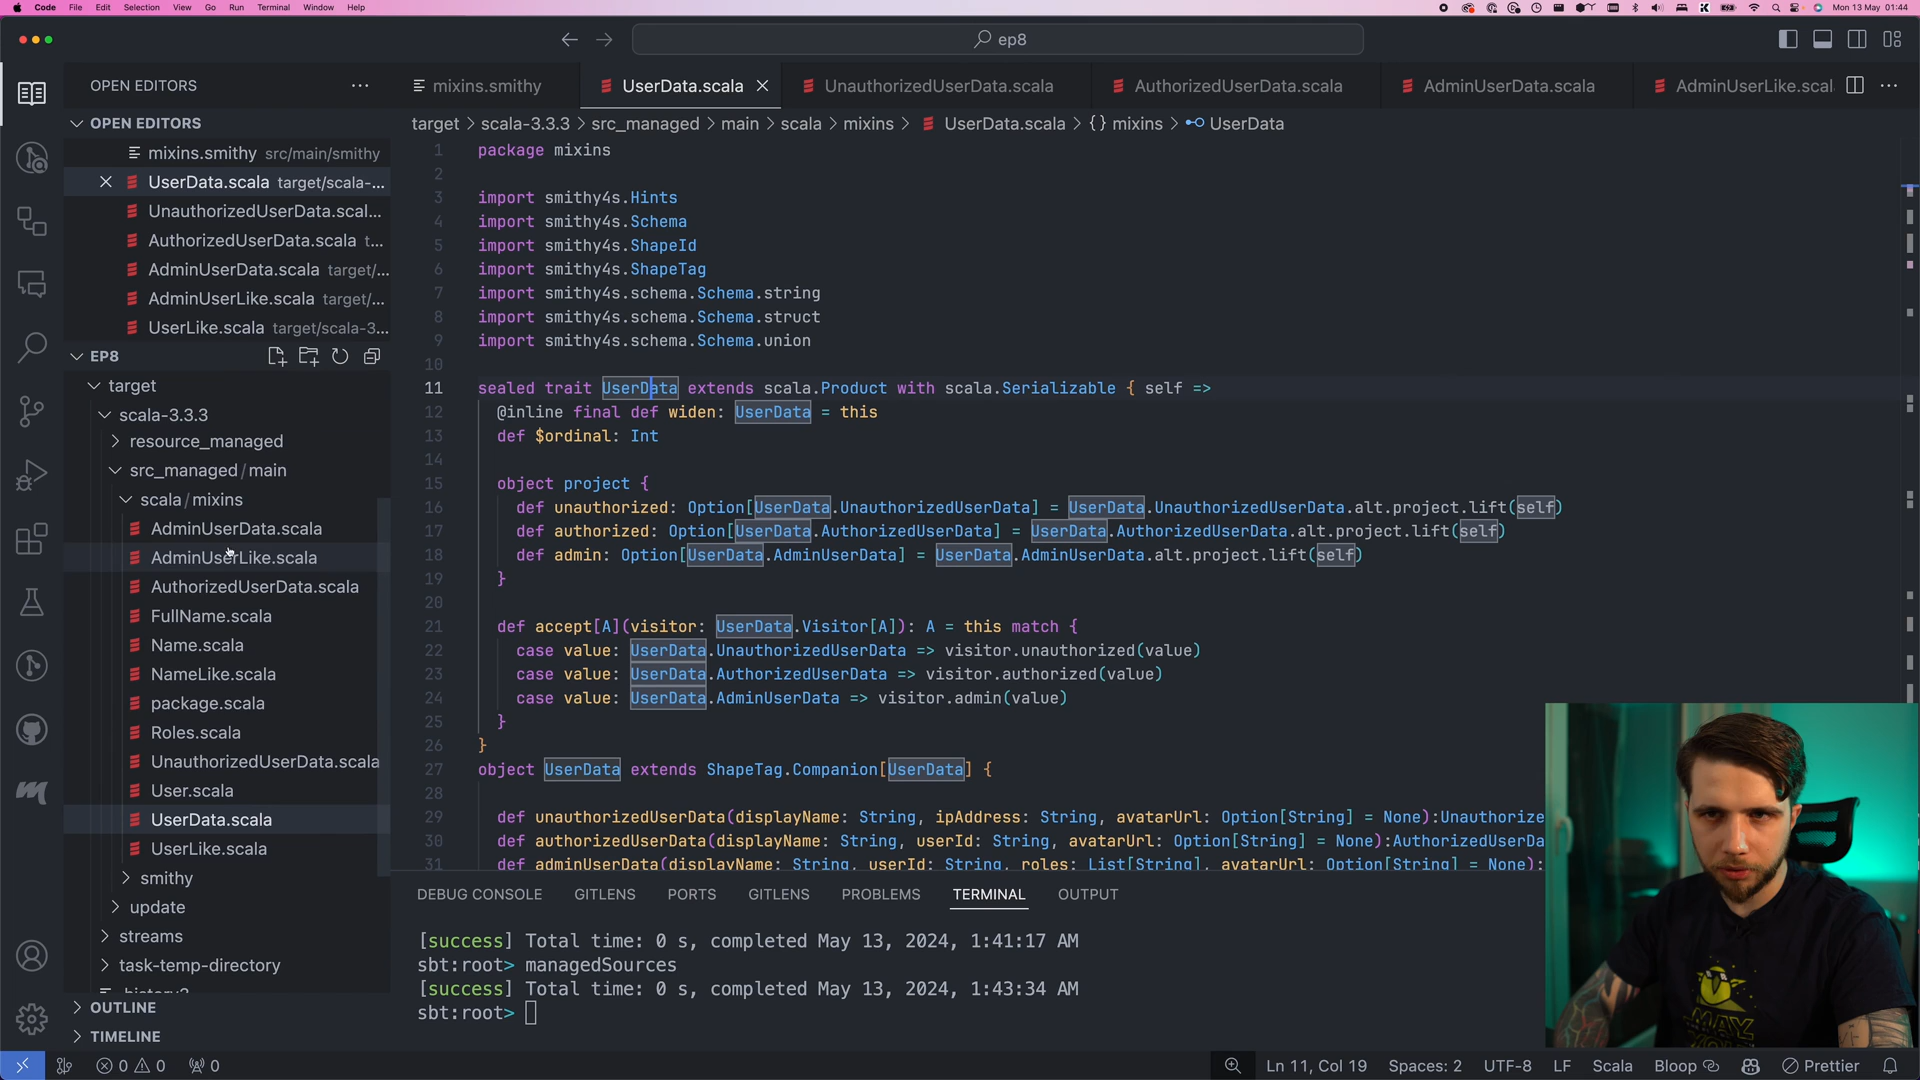 Code File Edit Selection View Go Run Terminal Window Help
Mon 13 May 01:44
ep8
OPEN EDITORS
mixins.smithy
UserData.scala
UnauthorizedUserData.scala
AuthorizedUserData.scala
AdminUserData.scala
AdminUserLike.scal
OPEN EDITORS
mixins.smithy src/main/smithy
UserData.scala target/scala-...
UnauthorizedUserData.scal...
AuthorizedUserData.scala t...
AdminUserData.scala target/...
AdminUserLike.scala target/...
UserLike.scala target/scala-3...
EP8
target
scala-3.3.3
resource_managed
src_managed/main
scala/mixins
AdminUserData.scala
AdminUserLike.scala
AuthorizedUserData.scala
FullName.scala
Name.scala
NameLike.scala
package.scala
Roles.scala
UnauthorizedUserData.scala
User.scala
UserData.scala
UserLike.scala
smithy
update
streams
task-temp-directory
OUTLINE
TIMELINE
target > scala-3.3.3 > src_managed > main > scala > mixins > UserData.scala > {} mixins > UserData
1 package mixins
2
3 import smithy4s.Hints
4 import smithy4s.Schema
5 import smithy4s.ShapeId
6 import smithy4s.ShapeTag
7 import smithy4s.schema.Schema.string
8 import smithy4s.schema.Schema.struct
9 import smithy4s.schema.Schema.union
10
11 sealed trait UserData extends scala.Product with scala.Serializable { self =>
12 @inline final def widen: UserData = this
13 def $ordinal: Int
14
15 object project {
16 def unauthorized: Option[UserData.UnauthorizedUserData] = UserData.UnauthorizedUserData.alt.project.lift(self)
17 def authorized: Option[UserData.AuthorizedUserData] = UserData.AuthorizedUserData.alt.project.lift(self)
18 def admin: Option[UserData.AdminUserData] = UserData.AdminUserData.alt.project.lift(self)
19 }
20
21 def accept[A](visitor: UserData.Visitor[A]): A = this match {
22 case value: UserData.UnauthorizedUserData => visitor.unauthorized(value)
23 case value: UserData.AuthorizedUserData => visitor.authorized(value)
24 case value: UserData.AdminUserData => visitor.admin(value)
25 }
26 }
27 object UserData extends ShapeTag.Companion[UserData] {
28
29 def unauthorizedUserData(displayName: String, ipAddress: String, avatarUrl: Option[String] = None):Unauthorize
30 def authorizedUserData(displayName: String, userId: String, avatarUrl: Option[String] = None):AuthorizedUserDa
31 def adminUserData(displayName: String, userId: String, roles: List[String], avatarUrl: Option[String] = None):
DEBUG CONSOLE GITLENS PORTS GITLENS PROBLEMS TERMINAL OUTPUT
[success] Total time: 0 s, completed May 13, 2024, 1:41:17 AM
sbt:root> managedSources
[success] Total time: 0 s, completed May 13, 2024, 1:43:34 AM
sbt:root>
0 0 0
Ln 11, Col 19 Spaces: 2 UTF-8 LF Scala Bloop Prettier